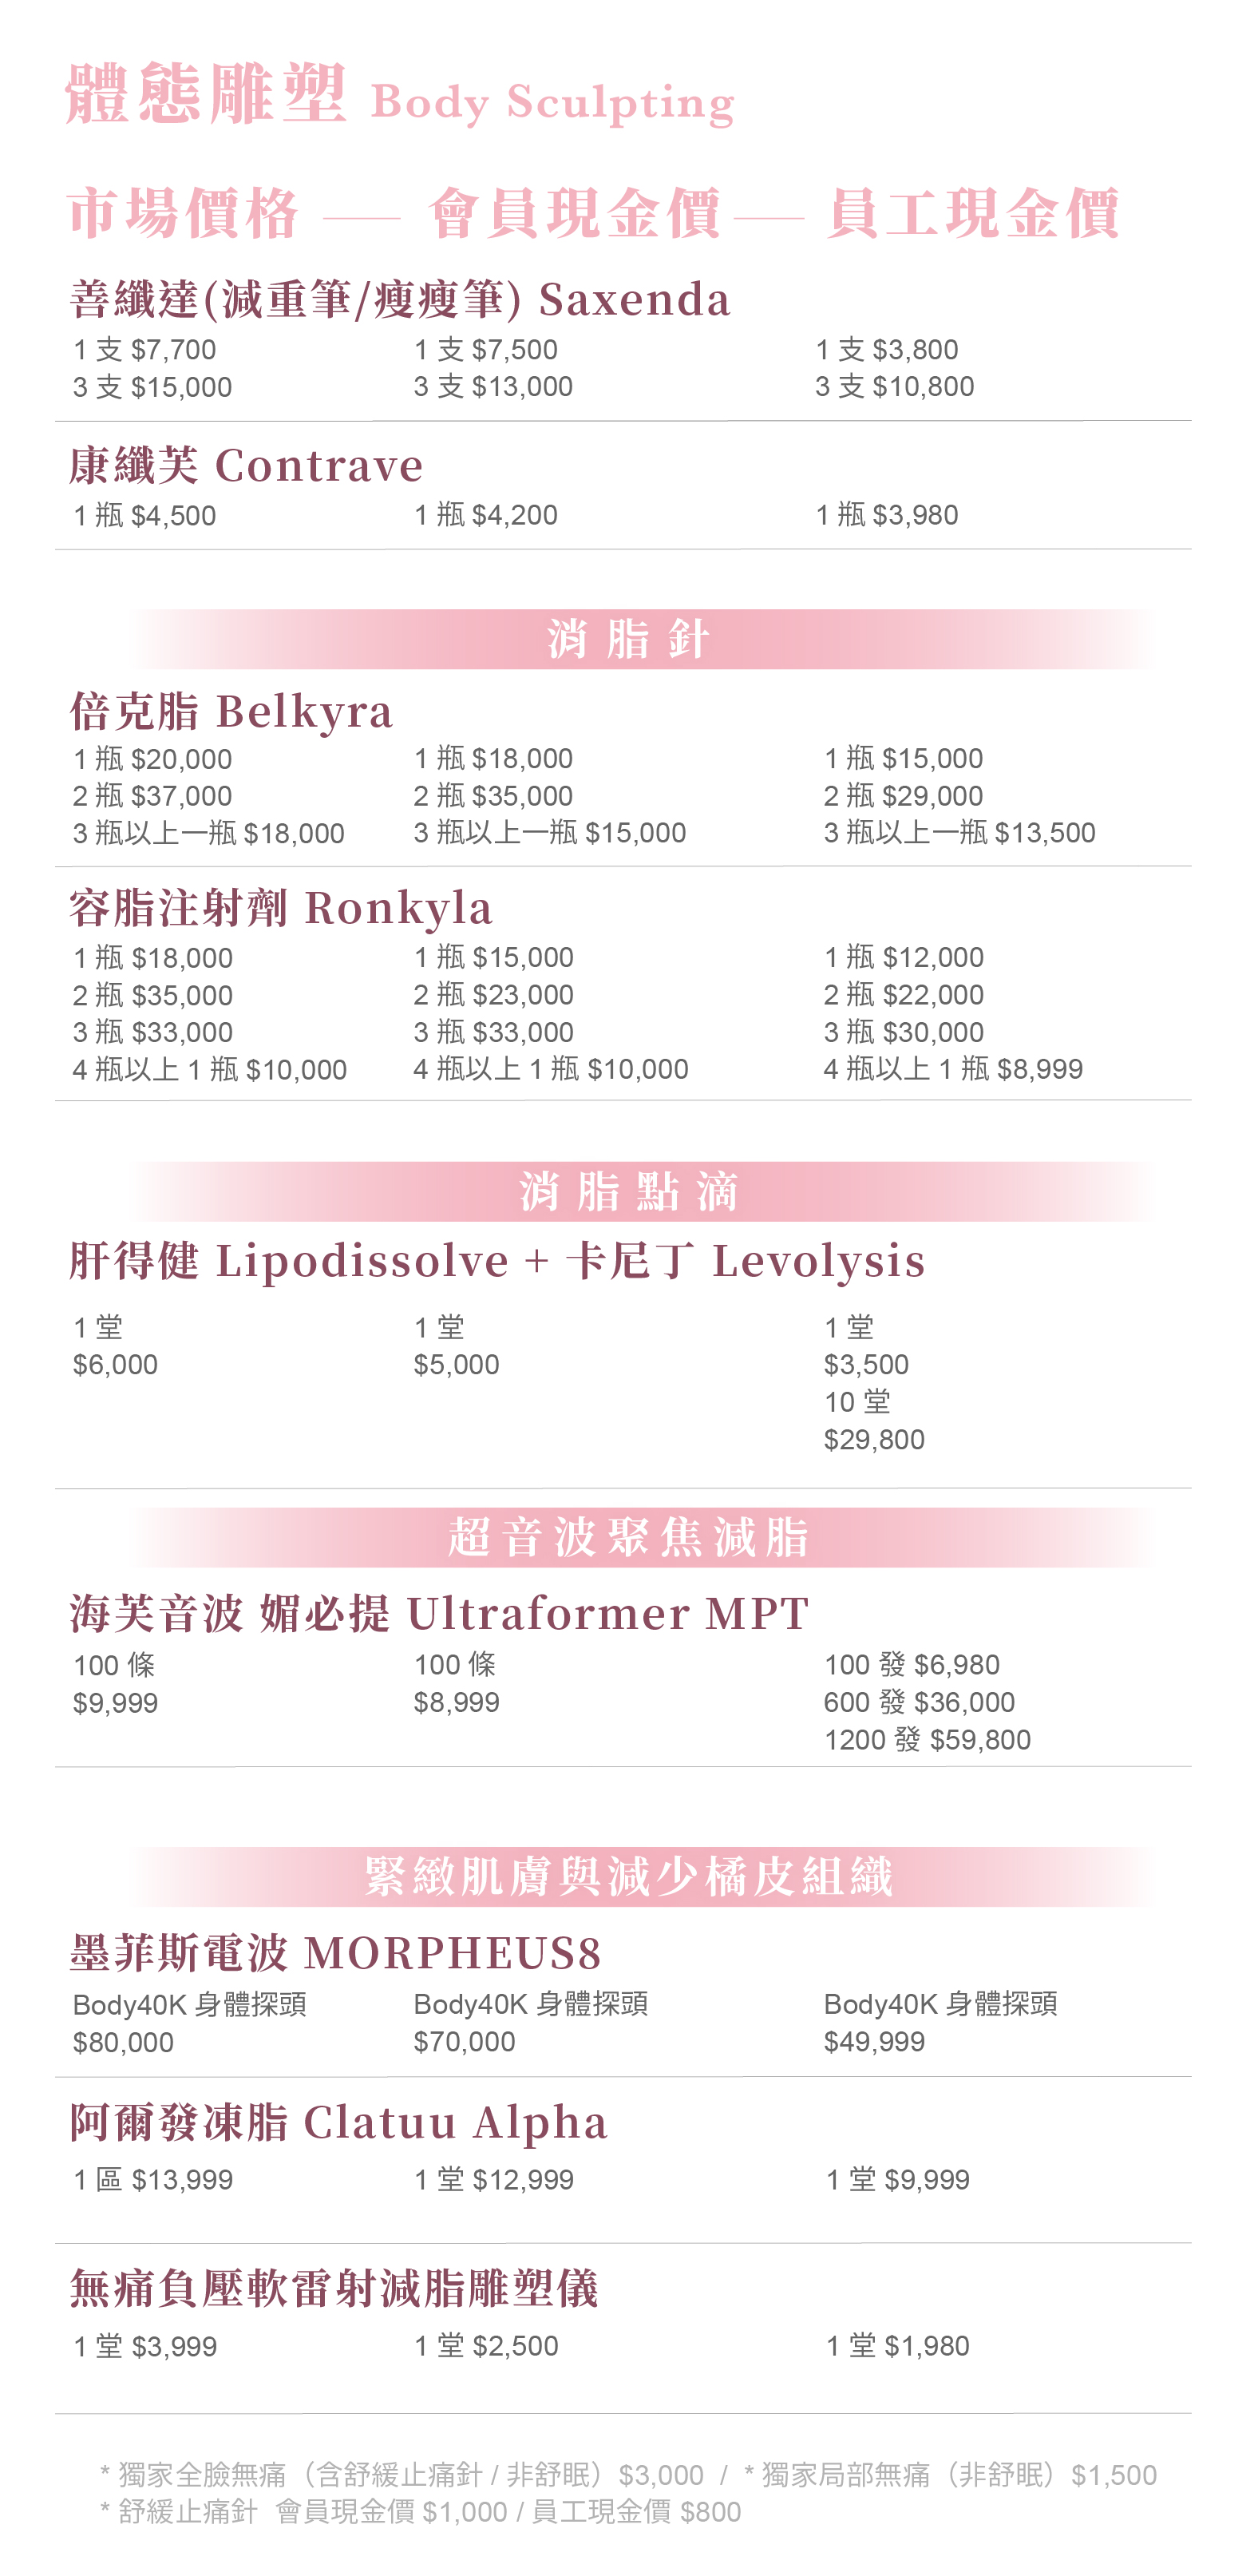 體態雕塑 Body Sculpting
市場價格 —— 會員現金價 —— 員工現金價
善纖達(減重筆/瘦瘦筆) Saxenda
1 支 $7,700 1 支 $7,500 1 支 $3,800
3 支 $15,000 3 支 $13,000 3 支 $10,800
康纖芙 Contrave
1 瓶 $4,500 1 瓶 $4,200 1 瓶 $3,980
消脂針
倍克脂 Belkyra
1 瓶 $20,000 1 瓶 $18,000 1 瓶 $15,000
2 瓶 $37,000 2 瓶 $35,000 2 瓶 $29,000
3 瓶以上一瓶 $18,000 3 瓶以上一瓶 $15,000 3 瓶以上一瓶 $13,500
容脂注射劑 Ronkyla
1 瓶 $18,000 1 瓶 $15,000 1 瓶 $12,000
2 瓶 $35,000 2 瓶 $23,000 2 瓶 $22,000
3 瓶 $33,000 3 瓶 $33,000 3 瓶 $30,000
4 瓶以上 1 瓶 $10,000 4 瓶以上 1 瓶 $10,000 4 瓶以上 1 瓶 $8,999
消脂點滴
肝得健 Lipodissolve + 卡尼丁 Levolysis
1 堂 1 堂 1 堂
$6,000 $5,000 $3,500
10 堂
$29,800
超音波聚焦減脂
海芙音波 媚必提 Ultraformer MPT
100 條 100 條 100 發 $6,980
$9,999 $8,999 600 發 $36,000
1200 發 $59,800
緊緻肌膚與減少橘皮組織
墨菲斯電波 MORPHEUS8
Body40K 身體探頭 Body40K 身體探頭 Body40K 身體探頭
$80,000 $70,000 $49,999
阿爾發凍脂 Clatuu Alpha
1 區 $13,999 1 堂 $12,999 1 堂 $9,999
無痛負壓軟雷射減脂雕塑儀
1 堂 $3,999 1 堂 $2,500 1 堂 $1,980
* 獨家全臉無痛（含舒緩止痛針 / 非舒眠）$3,000 / * 獨家局部無痛（非舒眠）$1,500
* 舒緩止痛針 會員現金價 $1,000 / 員工現金價 $800